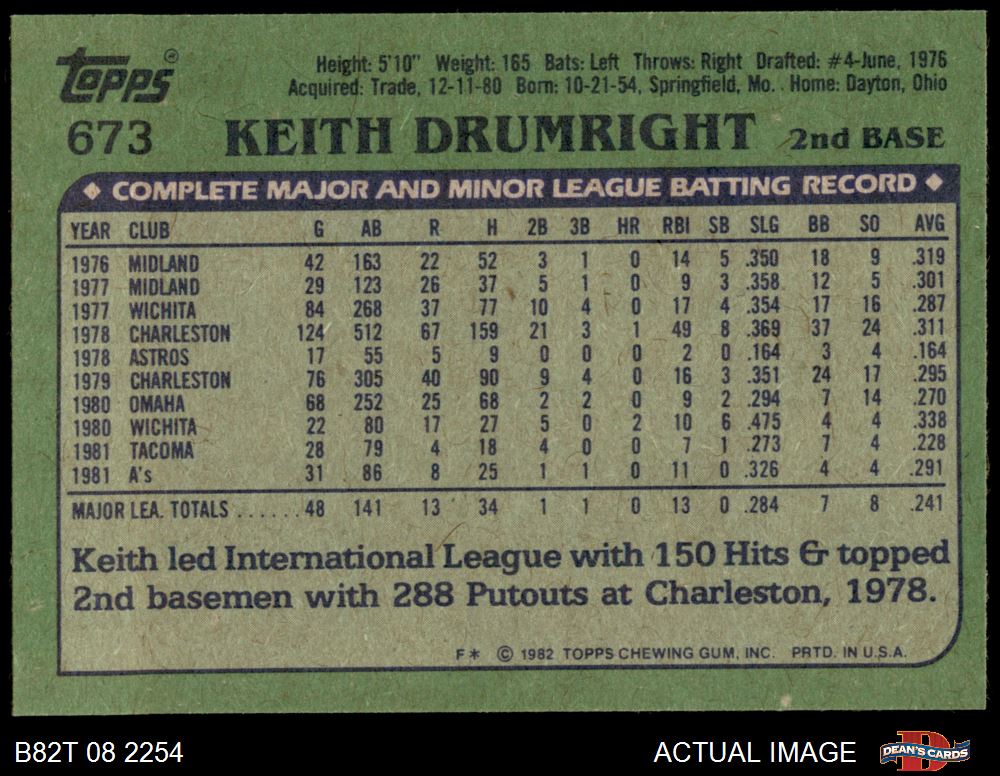 Topps®
Height: 5'10" Weight: 165 Bats: Left Throws: Right Drafted: #4-June, 1976
Acquired: Trade, 12-11-80 Born: 10-21-54, Springfield, Mo. Home: Dayton, Ohio
673 KEITH DRUMRIGHT 2nd BASE
◆ COMPLETE MAJOR AND MINOR LEAGUE BATTING RECORD ◆
YEAR CLUB G AB R H 2B 3B HR RBI SB SLG BB SO AVG
1976 MIDLAND 42 163 22 52 3 1 0 14 5 .350 18 9 .319
1977 MIDLAND 29 123 26 37 5 1 0 9 3 .358 12 5 .301
1977 WICHITA 84 268 37 77 10 4 0 17 4 .354 17 16 .287
1978 CHARLESTON 124 512 67 159 21 3 1 49 8 .369 37 24 .311
1978 ASTROS 17 55 5 9 0 0 0 2 0 .164 3 4 .164
1979 CHARLESTON 76 305 40 90 9 4 0 16 3 .351 24 17 .295
1980 OMAHA 68 252 25 68 2 2 0 9 2 .294 7 14 .270
1980 WICHITA 22 80 17 27 5 0 2 10 6 .475 4 4 .338
1981 TACOMA 28 79 4 18 4 0 0 7 1 .273 7 4 .228
1981 A's 31 86 8 25 1 1 0 11 0 .326 4 4 .291
MAJOR LEA. TOTALS ......48 141 13 34 1 1 0 13 0 .284 7 8 .241
Keith led International League with 150 Hits & topped
2nd basemen with 288 Putouts at Charleston, 1978.
F* © 1982 TOPPS CHEWING GUM, INC. PRTD. IN U.S.A.
B82T 08 2254 ACTUAL IMAGE DEAN'S CARDS